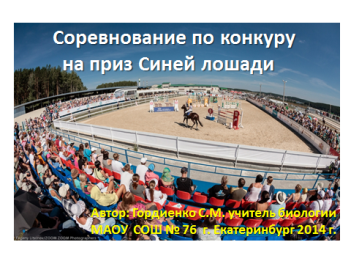 Соревнование по конкуру
на приз Синей лошади
Автор: Гордиенко С.М. учитель биологии
МАОУ СОШ № 76 г. Екатеринбург 2014 г.